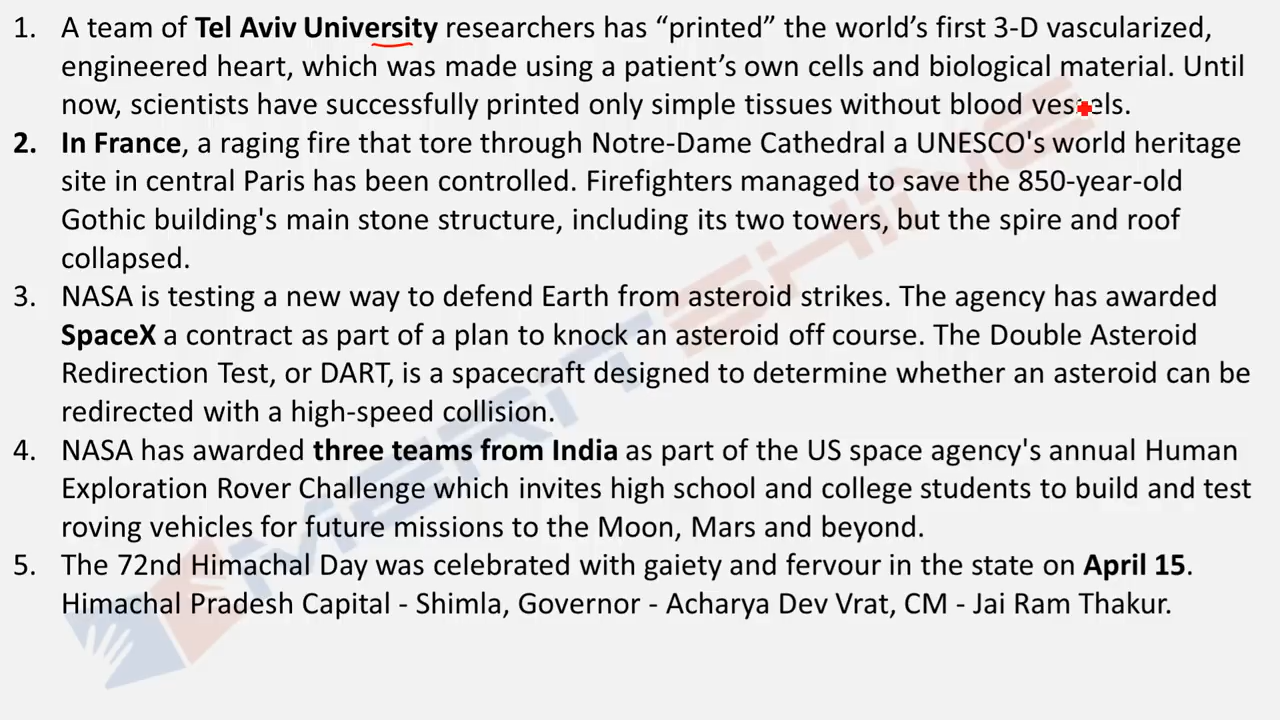 1. A team of Tel Aviv University researchers has “printed” the world’s first 3-D vascularized,
engineered heart, which was made using a patient’s own cells and biological material. Until
now, scientists have successfully printed only simple tissues without blood vessels.
2. In France, a raging fire that tore through Notre-Dame Cathedral a UNESCO's world heritage
site in central Paris has been controlled. Firefighters managed to save the 850-year-old
Gothic building's main stone structure, including its two towers, but the spire and roof
collapsed.
3. NASA is testing a new way to defend Earth from asteroid strikes. The agency has awarded
SpaceX a contract as part of a plan to knock an asteroid off course. The Double Asteroid
Redirection Test, or DART, is a spacecraft designed to determine whether an asteroid can be
redirected with a high-speed collision.
4. NASA has awarded three teams from India as part of the US space agency's annual Human
Exploration Rover Challenge which invites high school and college students to build and test
roving vehicles for future missions to the Moon, Mars and beyond.
5. The 72nd Himachal Day was celebrated with gaiety and fervour in the state on April 15.
Himachal Pradesh Capital - Shimla, Governor - Acharya Dev Vrat, CM - Jai Ram Thakur.
MERiT SHiNE